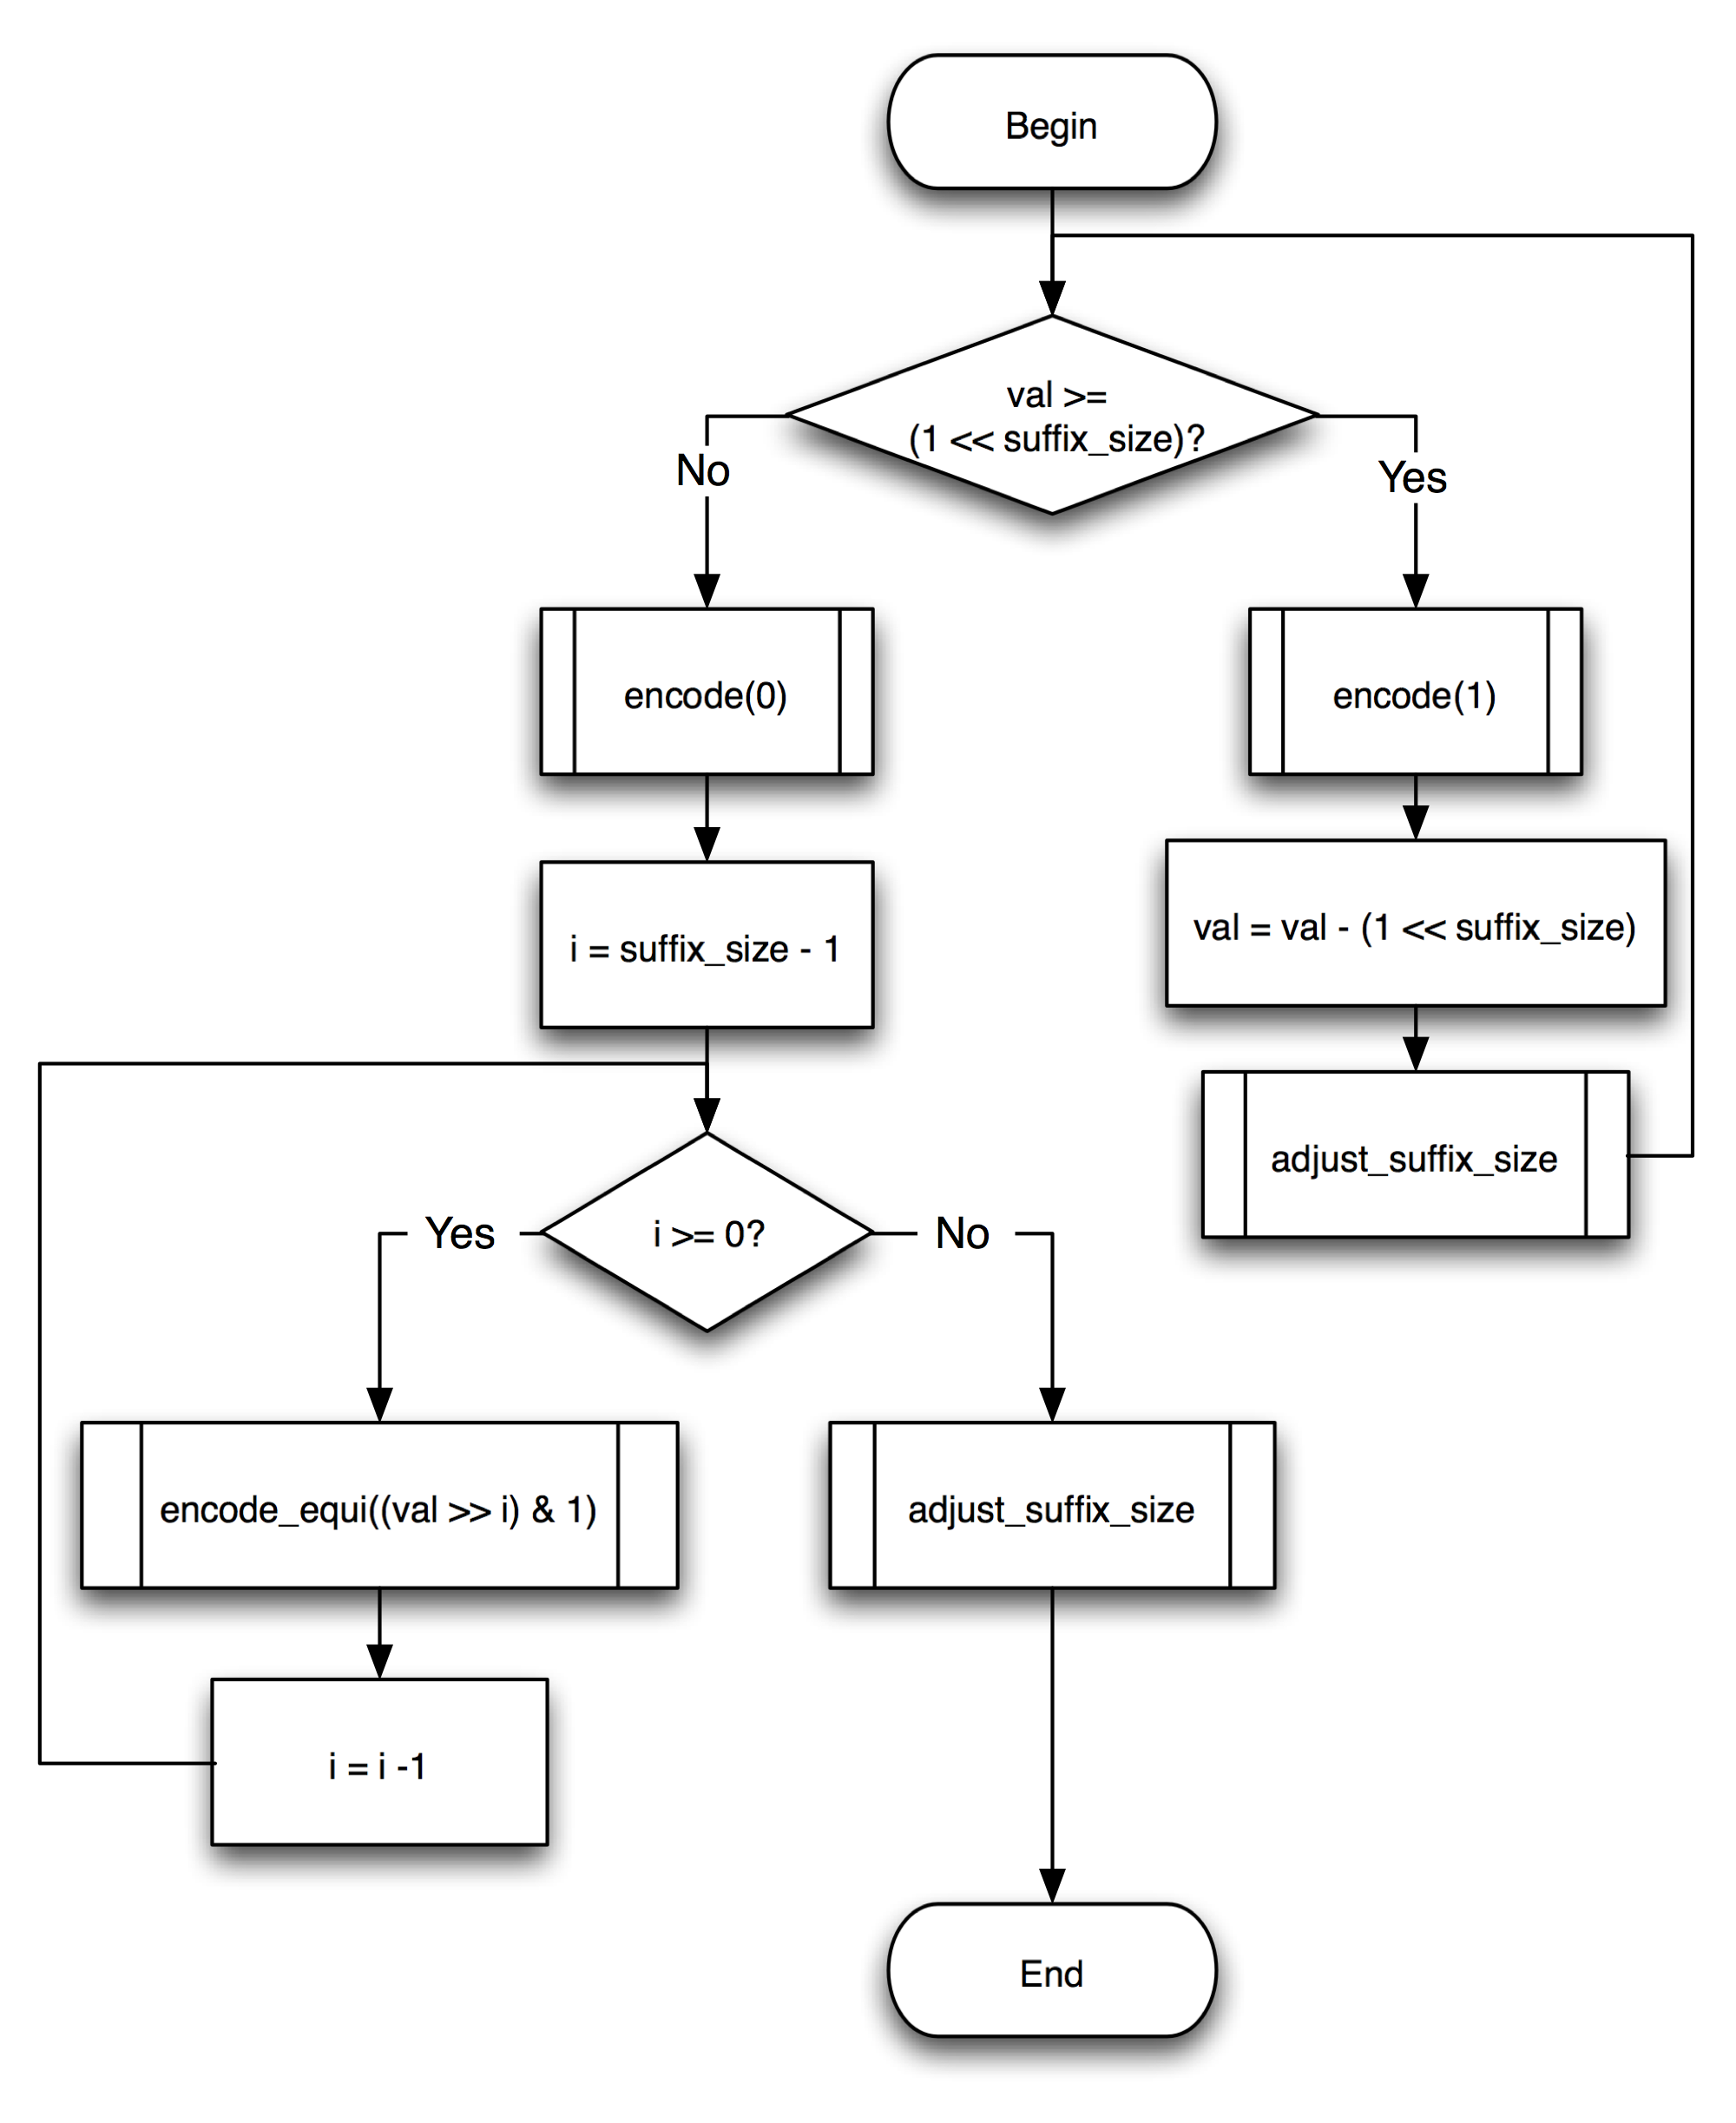 Begin
val >=
(1 << suffix_size)?
No
Yes
encode(0)
encode(1)
val = val - (1 << suffix_size)
i = suffix_size - 1
adjust_suffix_size
Yes
i >= 0?
No
encode_equi((val >> i) & 1)
adjust_suffix_size
i = i -1
End